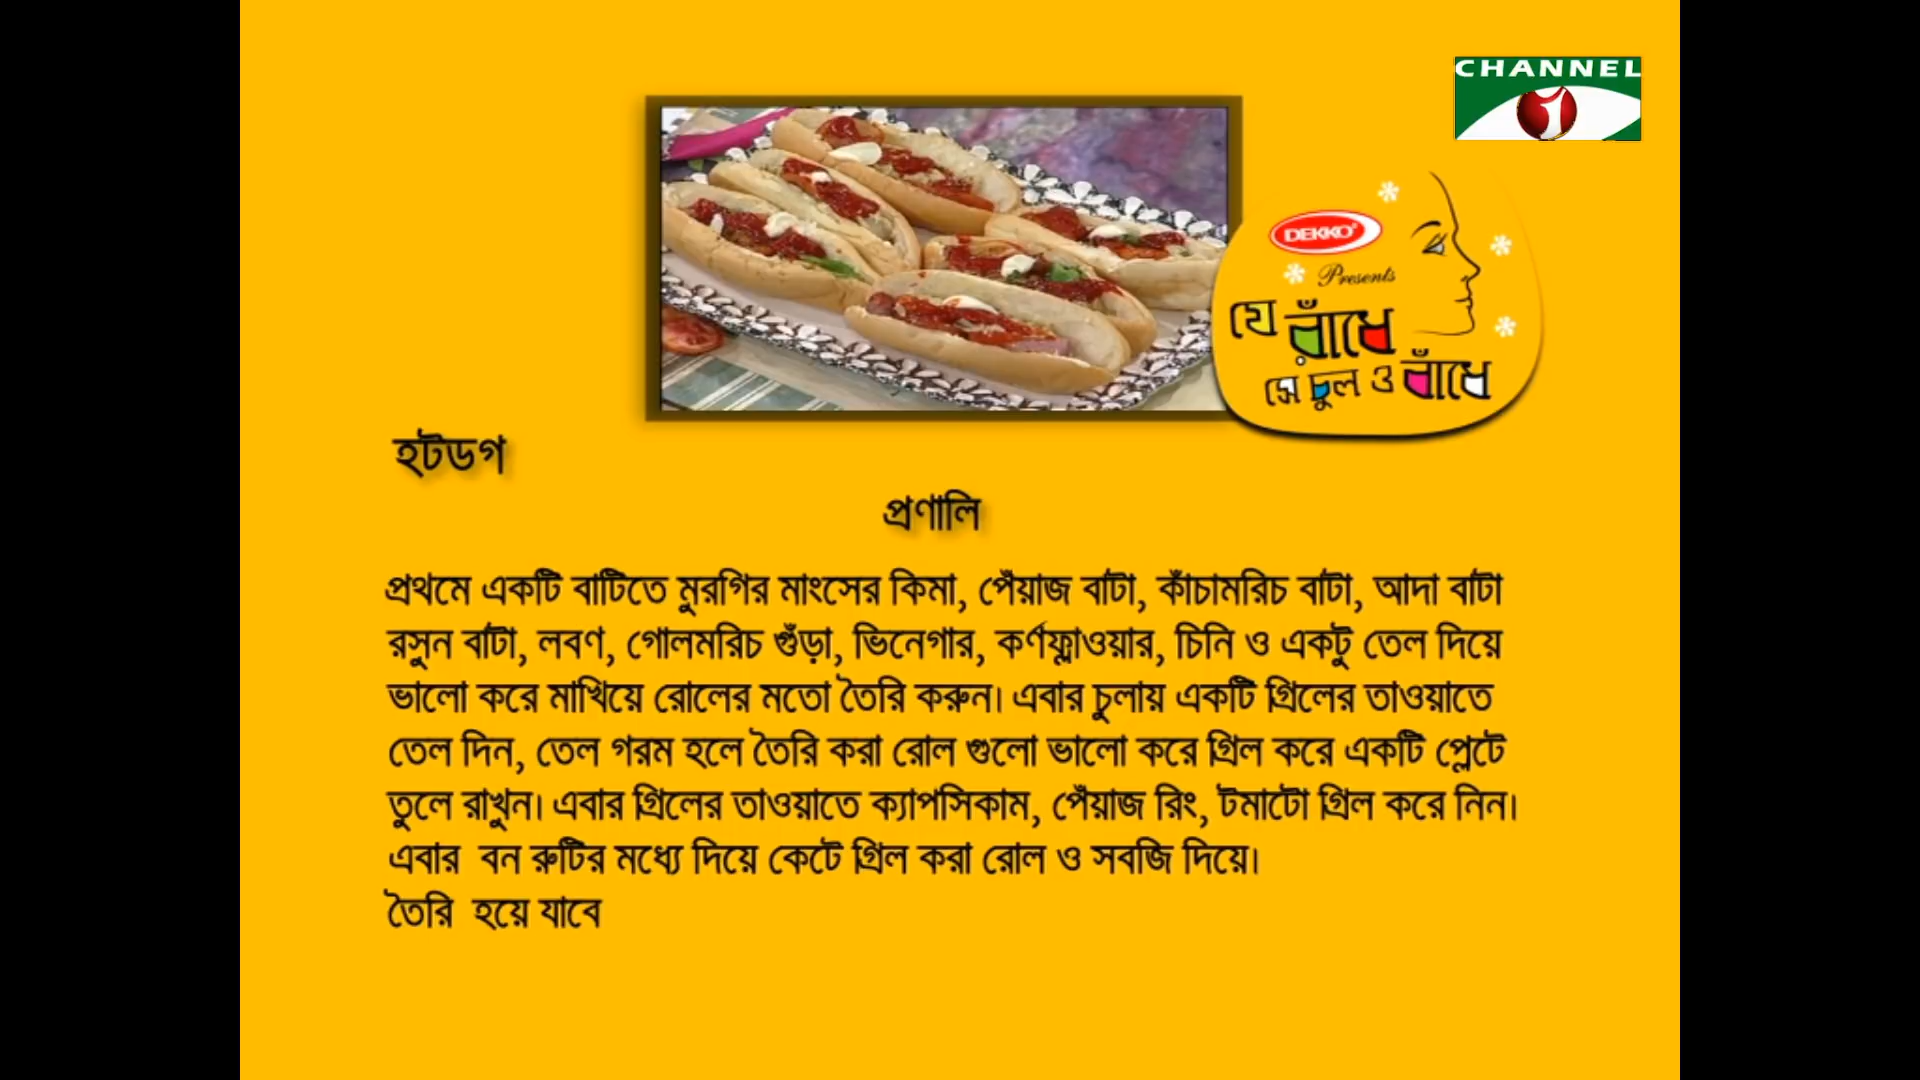 CHANNEL
i
DEKKO
Presents
যে রাঁধে
সে চুল ও বাঁধে
হটডগ
প্রণালি
প্রথমে একটি বাটিতে মুরগির মাংসের কিমা, পেঁয়াজ বাটা, কাঁচামরিচ বাটা, আদা বাটা
রসুন বাটা, লবণ, গোলমরিচ গুঁড়া, ভিনেগার, কর্ণফ্লাওয়ার, চিনি ও একটু তেল দিয়ে
ভালো করে মাখিয়ে রোলের মতো তৈরি করুন। এবার চুলায় একটি গ্রিলের তাওয়াতে
তেল দিন, তেল গরম হলে তৈরি করা রোল গুলো ভালো করে গ্রিল করে একটি প্লেটে
তুলে রাখুন। এবার গ্রিলের তাওয়াতে ক্যাপসিকাম, পেঁয়াজ রিং, টমাটো গ্রিল করে নিন।
এবার বন রুটির মধ্যে দিয়ে কেটে গ্রিল করা রোল ও সবজি দিয়ে।
তৈরি হয়ে যাবে